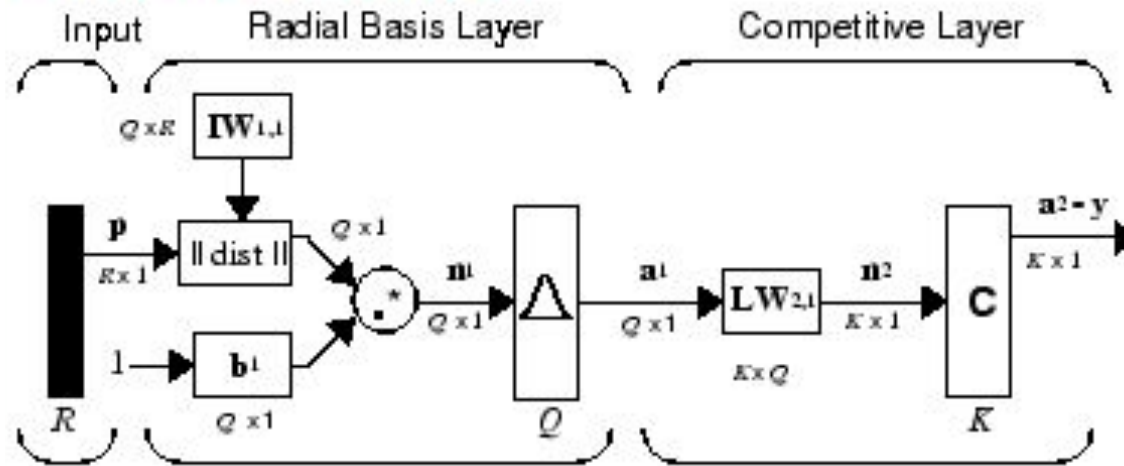 Input Radial Basis Layer Competitive Layer
Q x R IW1,1
p
R x 1
|| dist ||
Q x 1
1
b1
Q x 1
.*
n1
Q x 1
a1
Q x 1
LW2,1
K x Q
n2
K x 1
C
a2 = y
K x 1
R Q K